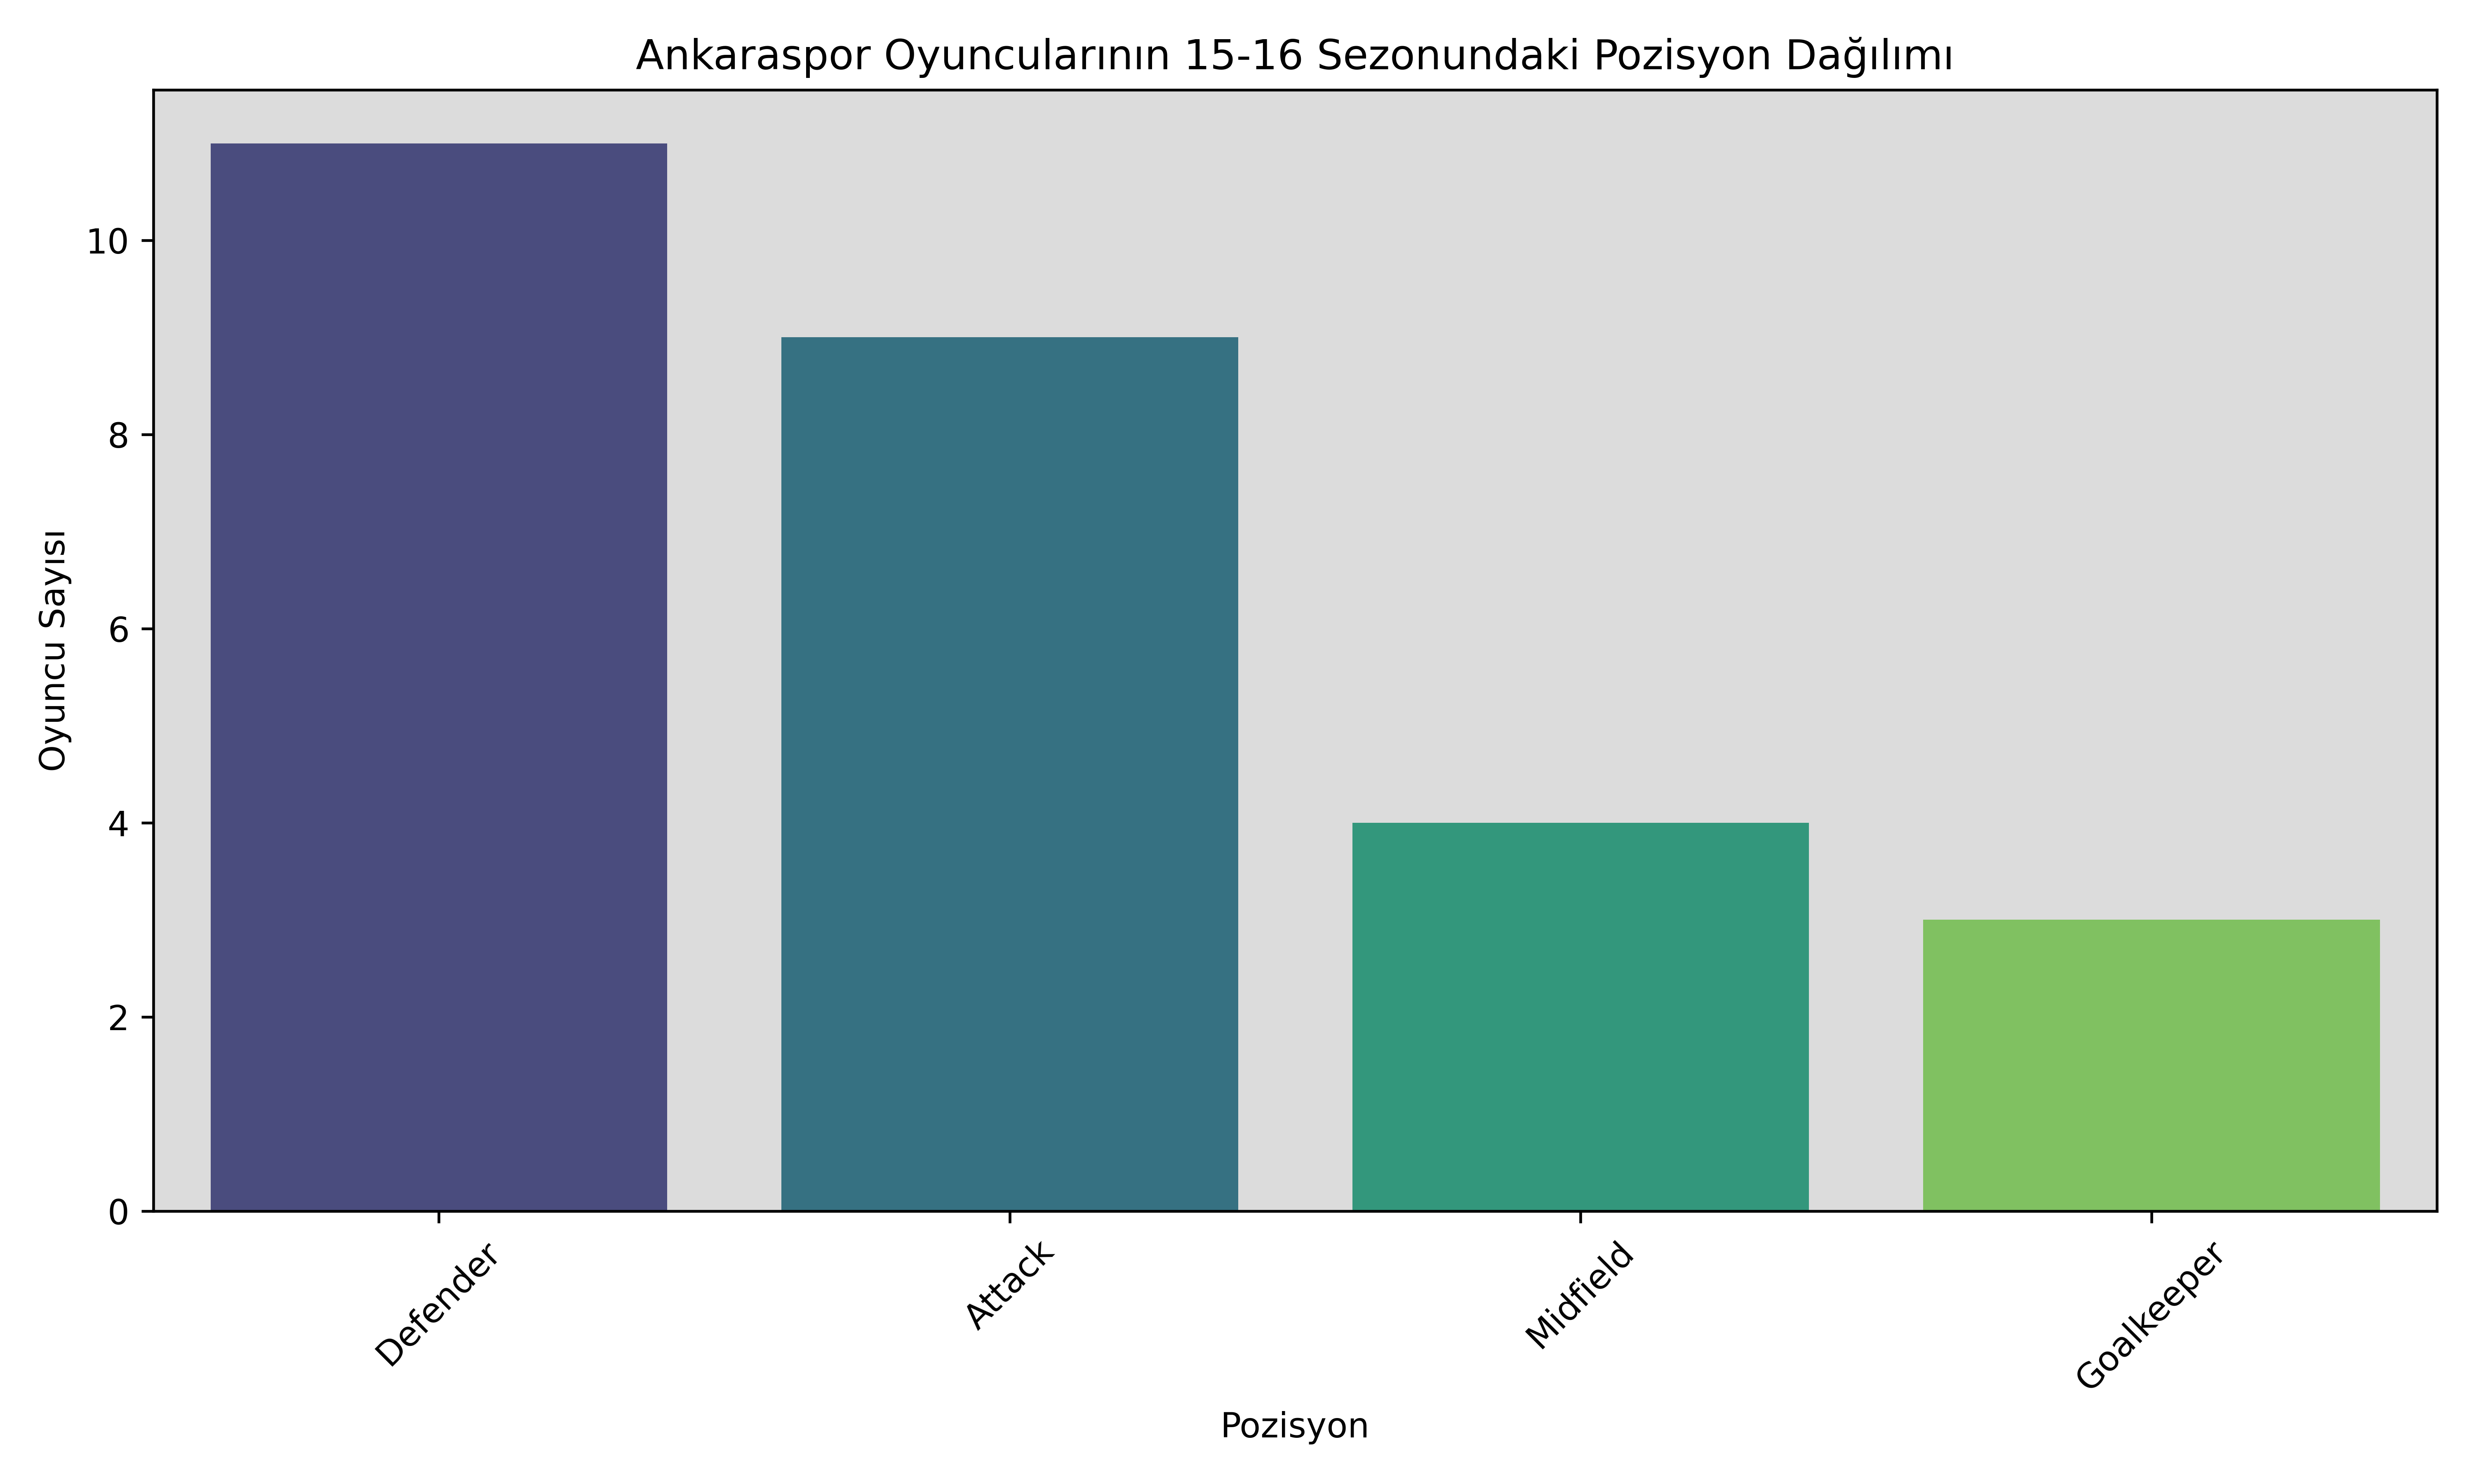 Ankaraspor Oyuncularının 15-16 Sezonundaki Pozisyon Dağılımı
Oyuncu Sayısı
10
8
6
4
2
0
Defender
Attack
Midfield
Goalkeeper
Pozisyon